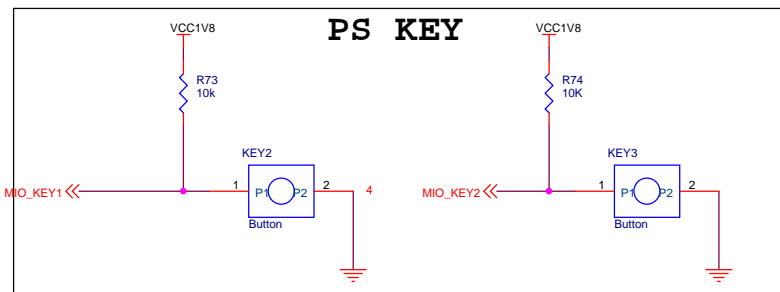 PS KEY
VCC1V8
VCC1V8
R73
10k
R74
10K
KEY2
KEY3
MIO_KEY1
1
P1
P2
2
4
MIO_KEY2
1
P1
P2
2
Button
Button